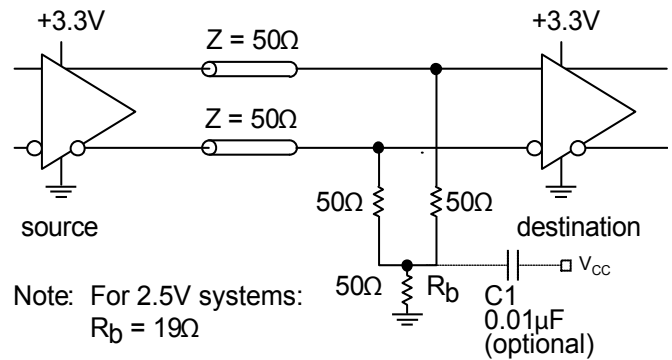 +3.3V
+3.3V
Z = 50Ω
Z = 50Ω
50Ω
50Ω
source
destination
50Ω
Rb
VCC
C1
0.01μF
(optional)
Note: For 2.5V systems:
Rb = 19Ω